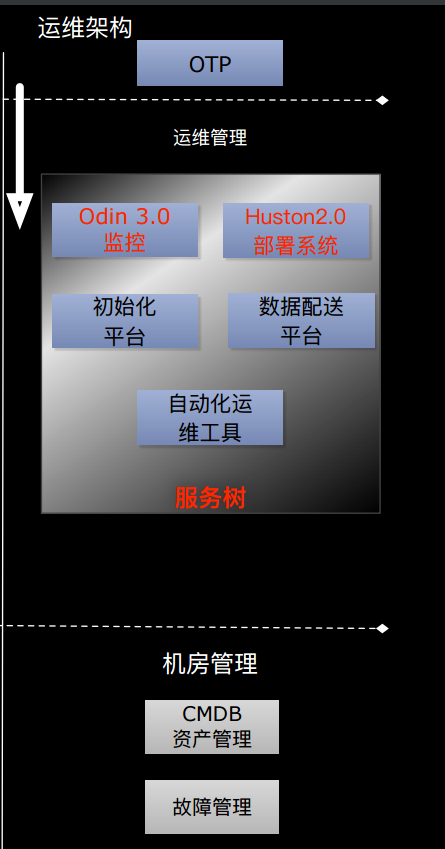 运维架构
OTP
运维管理
Odin 3.0
监控
Huston2.0
部署系统
初始化
平台
数据配送
平台
自动化运
维工具
服务树
机房管理
CMDB
资产管理
故障管理